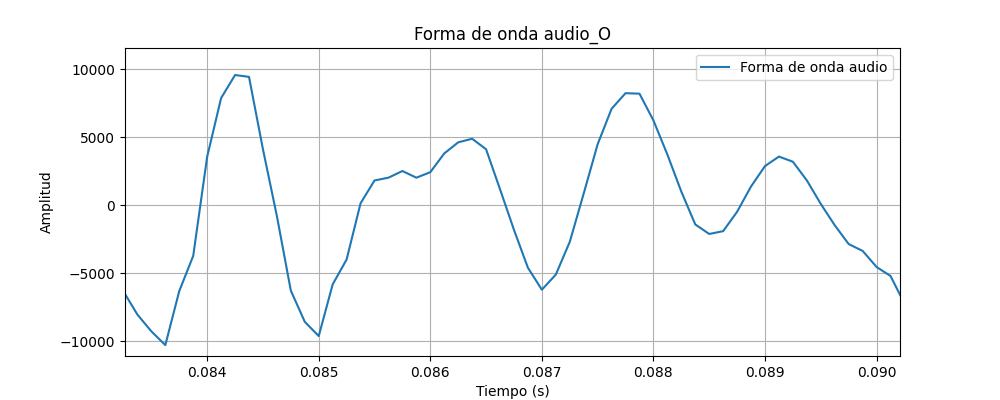 Forma de onda audio_O
Forma de onda audio
Amplitud
10000
5000
0
−5000
−10000
0.084 0.085 0.086 0.087 0.088 0.089 0.090
Tiempo (s)